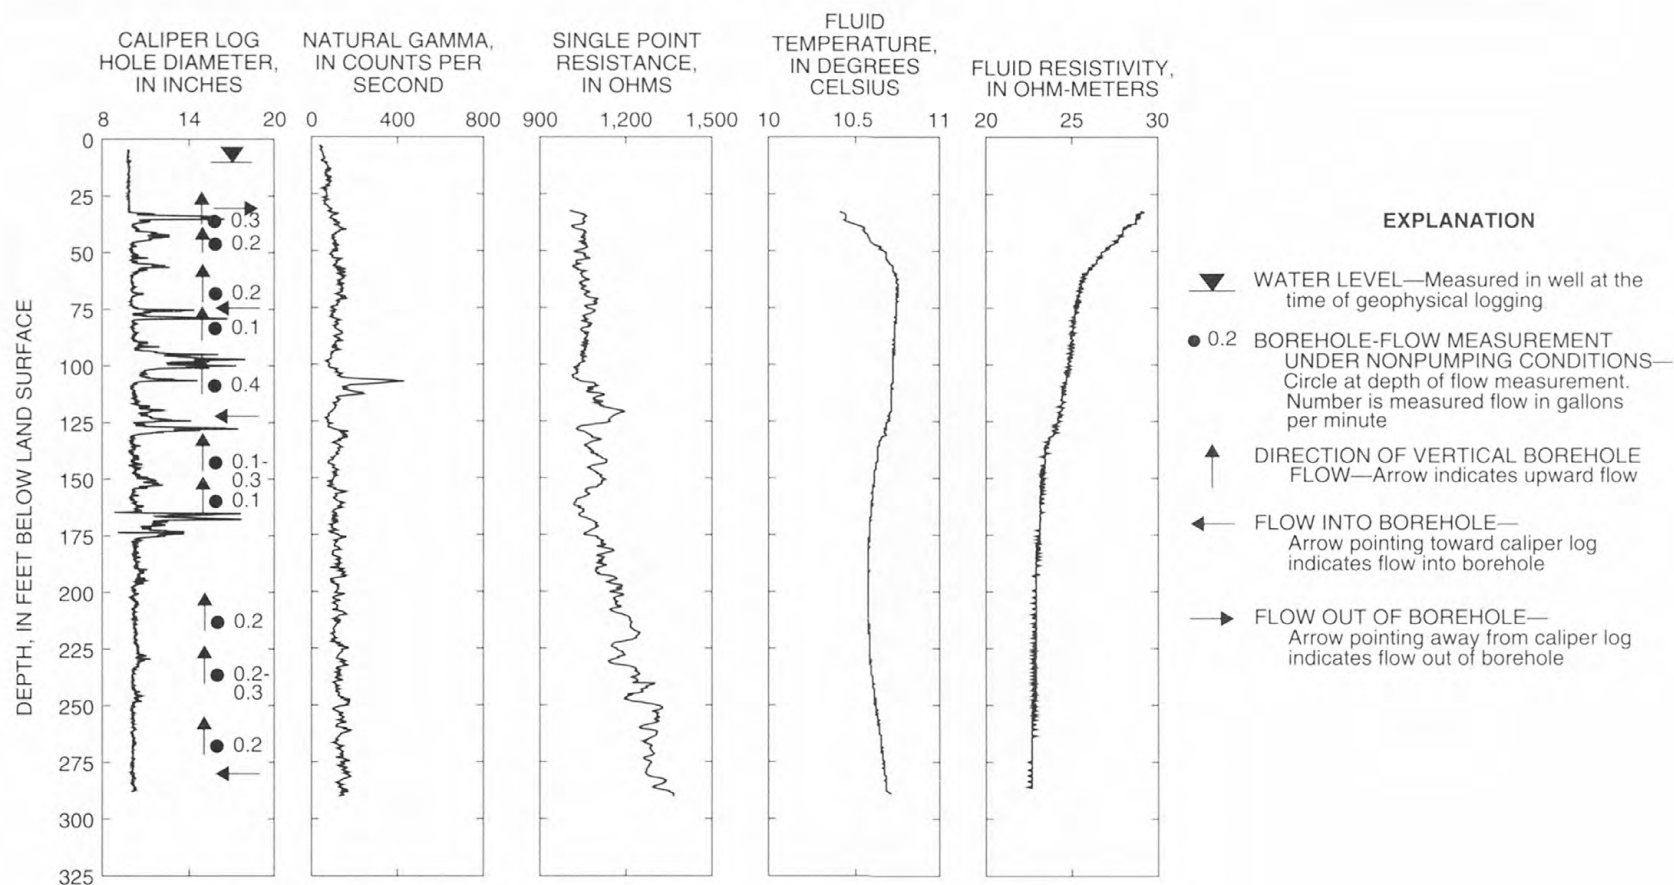 CALIPER LOG
HOLE DIAMETER,
IN INCHES
8 14 20
NATURAL GAMMA,
IN COUNTS PER
SECOND
0 400 800
SINGLE POINT
RESISTANCE,
IN OHMS
900 1,200 1,500
FLUID
TEMPERATURE,
IN DEGREES
CELSIUS
10 10.5 11
FLUID RESISTIVITY,
IN OHM-METERS
20 25 30
DEPTH, IN FEET BELOW LAND SURFACE
0
25
50
75
100
125
150
175
200
225
250
275
300
325
0.3
0.2
0.2
0.1
0.4
0.1-
0.3
0.1
0.2
0.2-
0.3
0.2
EXPLANATION
WATER LEVEL—Measured in well at the
time of geophysical logging
0.2 BOREHOLE-FLOW MEASUREMENT
UNDER NONPUMPING CONDITIONS—
Circle at depth of flow measurement.
Number is measured flow in gallons
per minute
DIRECTION OF VERTICAL BOREHOLE
FLOW—Arrow indicates upward flow
FLOW INTO BOREHOLE—
Arrow pointing toward caliper log
indicates flow into borehole
FLOW OUT OF BOREHOLE—
Arrow pointing away from caliper log
indicates flow out of borehole